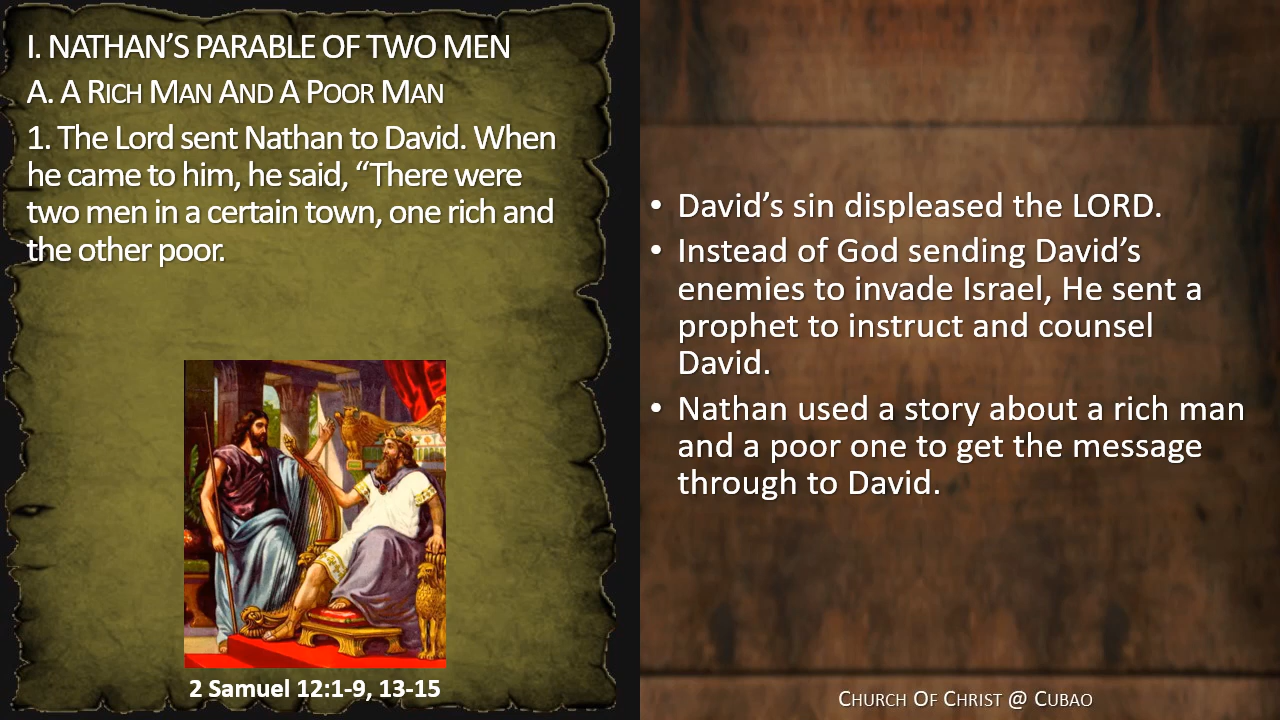 I. NATHAN’S PARABLE OF TWO MEN
A. A RICH MAN AND A POOR MAN
1. The Lord sent Nathan to David. When
he came to him, he said, “There were
two men in a certain town, one rich and
the other poor.
2 Samuel 12:1-9, 13-15
• David’s sin displeased the LORD.
• Instead of God sending David’s
enemies to invade Israel, He sent a
prophet to instruct and counsel
David.
• Nathan used a story about a rich man
and a poor one to get the message
through to David.
CHURCH OF CHRIST @ CUBAO